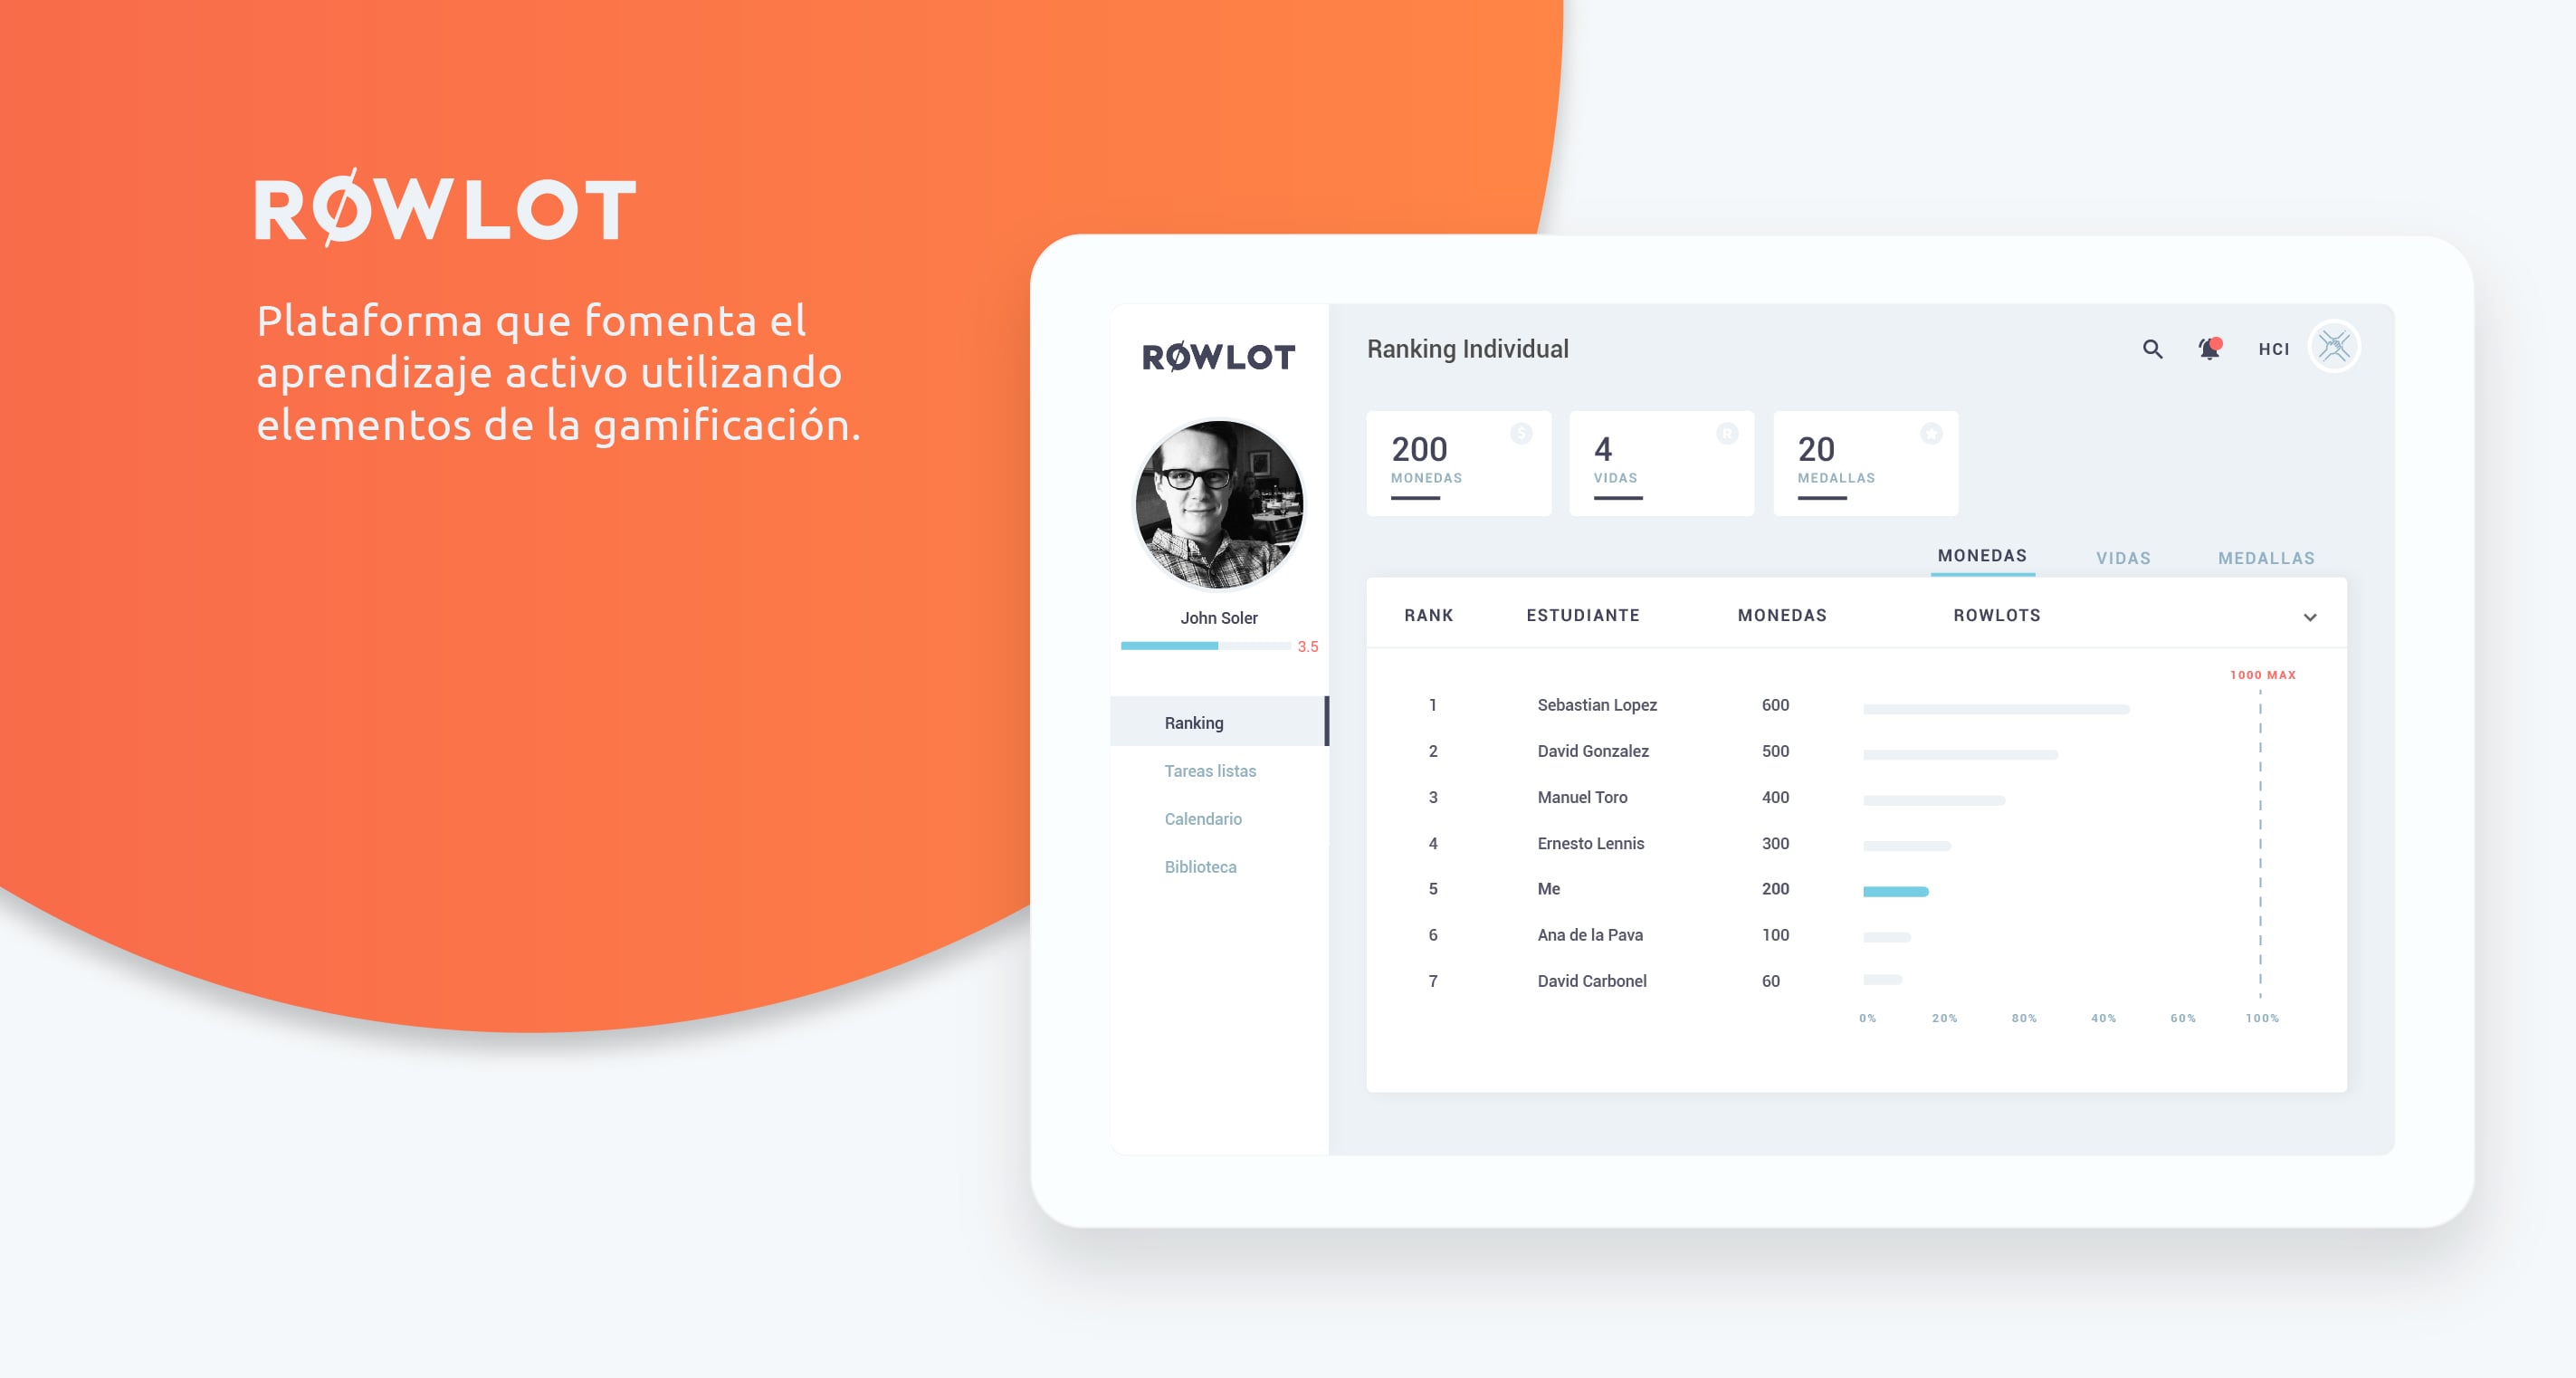 RØWLOT
Plataforma que fomenta el
aprendizaje activo utilizando
elementos de la gamificación.
RØWLOT
John Soler
3.5
Ranking
Tareas listas
Calendario
Biblioteca
Ranking Individual
HCI
200
MONEDAS
$
4
VIDAS
R
20
MEDALLAS
MONEDAS VIDAS MEDALLAS
RANK ESTUDIANTE MONEDAS ROWLOTS
1000 MAX
1 Sebastian Lopez 600
2 David Gonzalez 500
3 Manuel Toro 400
4 Ernesto Lennis 300
5 Me 200
6 Ana de la Pava 100
7 David Carbonel 60
0% 20% 80% 40% 60% 100%